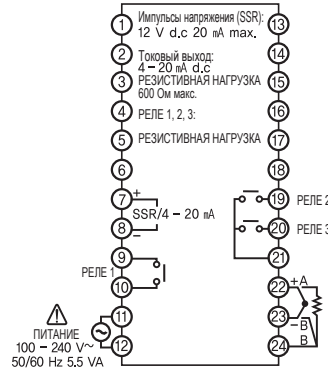 1 Импульсы напряжения (SSR): 13
12 V d.c 20 mA max.
2 Токовый выход: 14
4-20 mA d.c
3 РЕЗИСТИВНАЯ НАГРУЗКА 15
600 Ом макс.
4 РЕЛЕ 1, 2, 3: 16
5 РЕЗИСТИВНАЯ НАГРУЗКА 17
6 18
7 + 19 РЕЛЕ 2
SSR/4 - 20 mA
8 - 20 РЕЛЕ 3
9 21
РЕЛЕ 1
10 22 +A
11 23 -B
ПИТАНИЕ
100 - 240 V~
12 24 B
50/60 Hz 5.5 VA